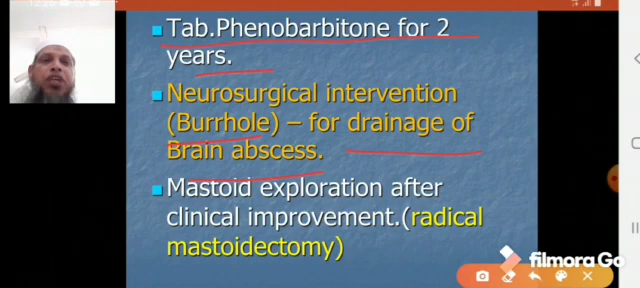 Tab.Phenobarbitone for 2
years.
Neurosurgical intervention
(Burrhole) – for drainage of
Brain abscess.
Mastoid exploration after
clinical improvement.(radical
mastoidectomy)
filmora Go